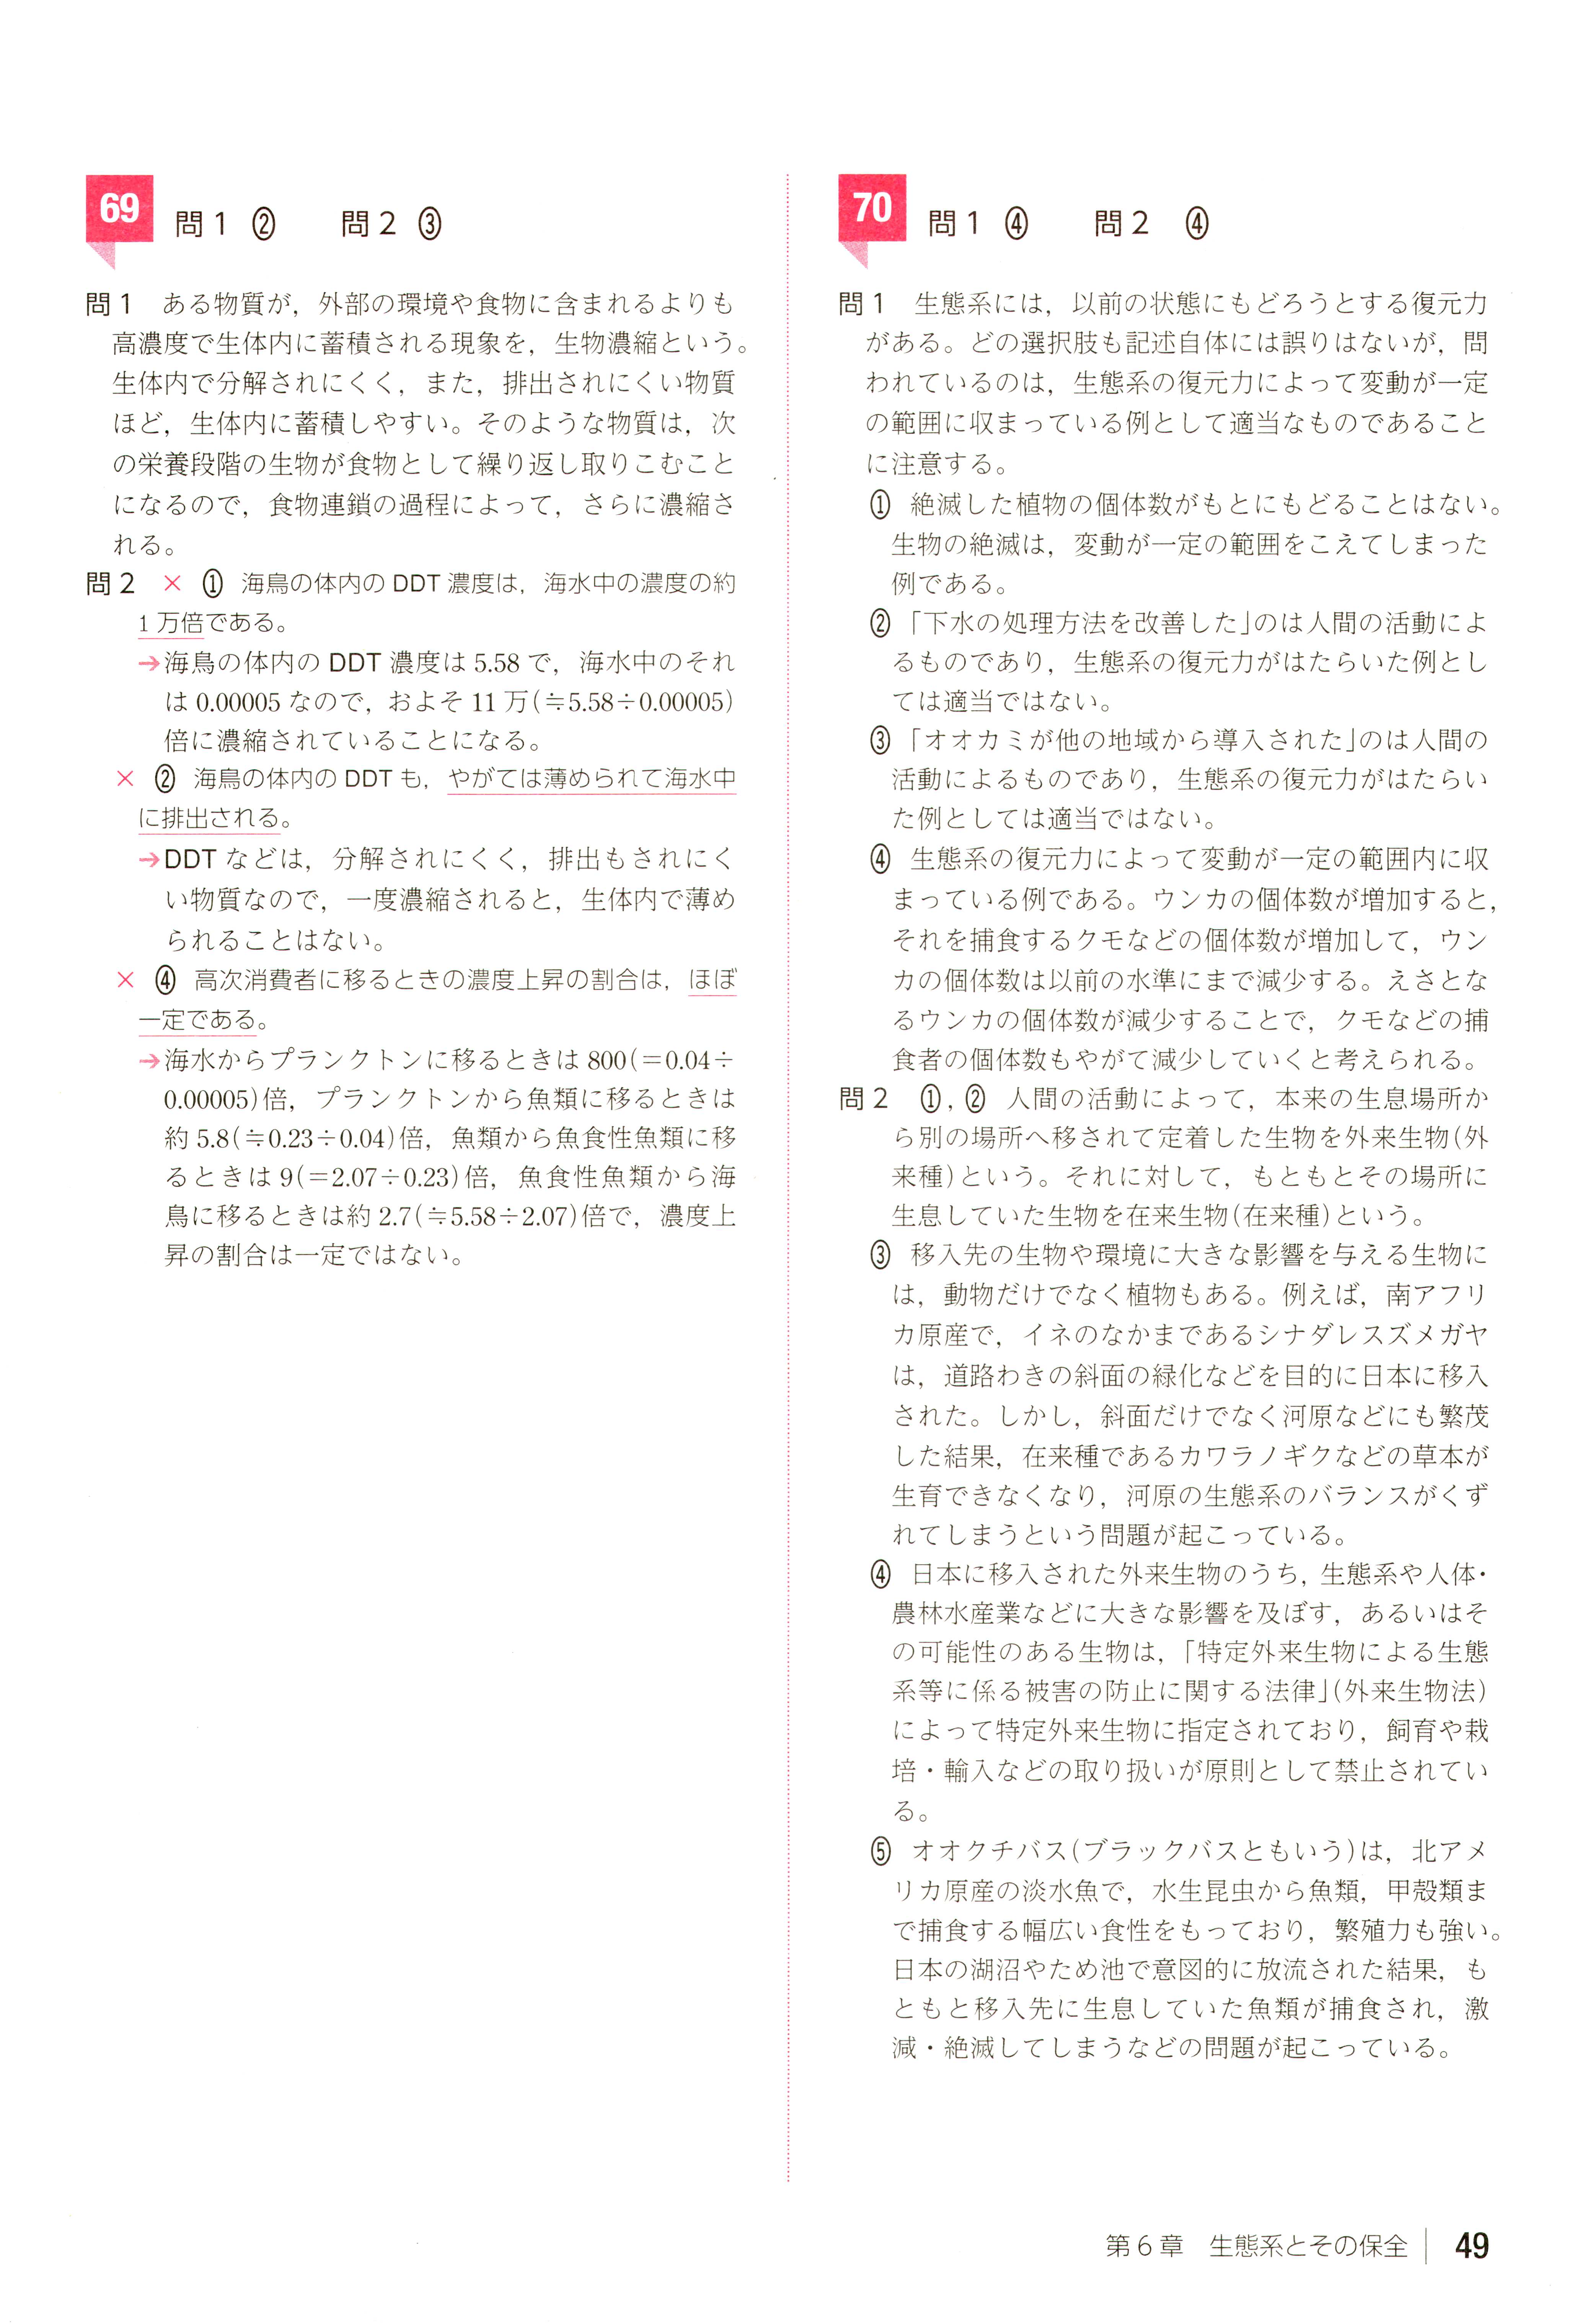 69 問1 ② 問2 ③
問1 ある物質が，外部の環境や食物に含まれるよりも
高濃度で生体内に蓄積される現象を，生物濃縮という。
生体内で分解されにくく，また，排出されにくい物質
ほど，生体内に蓄積しやすい。そのような物質は，次
の栄養段階の生物が食物として繰り返し取りこむこと
になるので，食物連鎖の過程によって，さらに濃縮さ
れる。
問2 × ① 海鳥の体内の DDT 濃度は，海水中の濃度の約
1 万倍である。
→海鳥の体内の DDT 濃度は 5.58 で，海水中のそれ
は 0.00005 なので，およそ 11 万(≒5.58÷0.00005)
倍に濃縮されていることになる。
× ② 海鳥の体内の DDT も，やがては薄められて海水中
に排出される。
→DDT などは，分解されにくく，排出もされにく
い物質なので，一度濃縮されると，生体内で薄め
られることはない。
× ④ 高次消費者に移るときの濃度上昇の割合は，ほぼ
一定である。
→海水からプランクトンに移るときは 800(＝0.04÷
0.00005)倍，プランクトンから魚類に移るときは
約 5.8(≒0.23÷0.04)倍，魚類から魚食性魚類に移
るときは 9(＝2.07÷0.23)倍，魚食性魚類から海
鳥に移るときは約 2.7(≒5.58÷2.07)倍で，濃度上
昇の割合は一定ではない。
70 問1 ④ 問2 ④
問1 生態系には，以前の状態にもどろうとする復元力
がある。どの選択肢も記述自体には誤りはないが，問
われているのは，生態系の復元力によって変動が一定
の範囲に収まっている例として適当なものであること
に注意する。
① 絶滅した植物の個体数がもとにもどることはない。
生物の絶滅は，変動が一定の範囲をこえてしまった
例である。
② 「下水の処理方法を改善した」のは人間の活動によ
るものであり，生態系の復元力がはたらいた例とし
ては適当ではない。
③ 「オオカミが他の地域から導入された」のは人間の
活動によるものであり，生態系の復元力がはたらい
た例としては適当ではない。
④ 生態系の復元力によって変動が一定の範囲内に収
まっている例である。ウンカの個体数が増加すると，
それを捕食するクモなどの個体数が増加して，ウン
カの個体数は以前の水準にまで減少する。えさとな
るウンカの個体数が減少することで，クモなどの捕
食者の個体数もやがて減少していくと考えられる。
問2 ①，② 人間の活動によって，本来の生息場所か
ら別の場所へ移されて定着した生物を外来生物(外
来種)という。それに対して，もともとその場所に
生息していた生物を在来生物(在来種)という。
③ 移入先の生物や環境に大きな影響を与える生物に
は，動物だけでなく植物もある。例えば，南アフリ
カ原産で，イネのなかまであるシナダレスズメガヤ
は，道路わきの斜面の緑化などを目的に日本に移入
された。しかし，斜面だけでなく河原などにも繁茂
した結果，在来種であるカワラノギクなどの草本が
生育できなくなり，河原の生態系のバランスがくず
れてしまうという問題が起こっている。
④ 日本に移入された外来生物のうち，生態系や人体・
農林水産業などに大きな影響を及ぼす，あるいはそ
の可能性のある生物は，「特定外来生物による生態
系等に係る被害の防止に関する法律」(外来生物法)
によって特定外来生物に指定されており，飼育や栽
培・輸入などの取り扱いが原則として禁止されてい
る。
⑤ オオクチバス(ブラックバスともいう)は，北アメ
リカ原産の淡水魚で，水生昆虫から魚類，甲殻類ま
で捕食する幅広い食性をもっており，繁殖力も強い。
日本の湖沼やため池で意図的に放流された結果，も
ともと移入先に生息していた魚類が捕食され，激
減・絶滅してしまうなどの問題が起こっている。
第 6 章 生態系とその保全 49